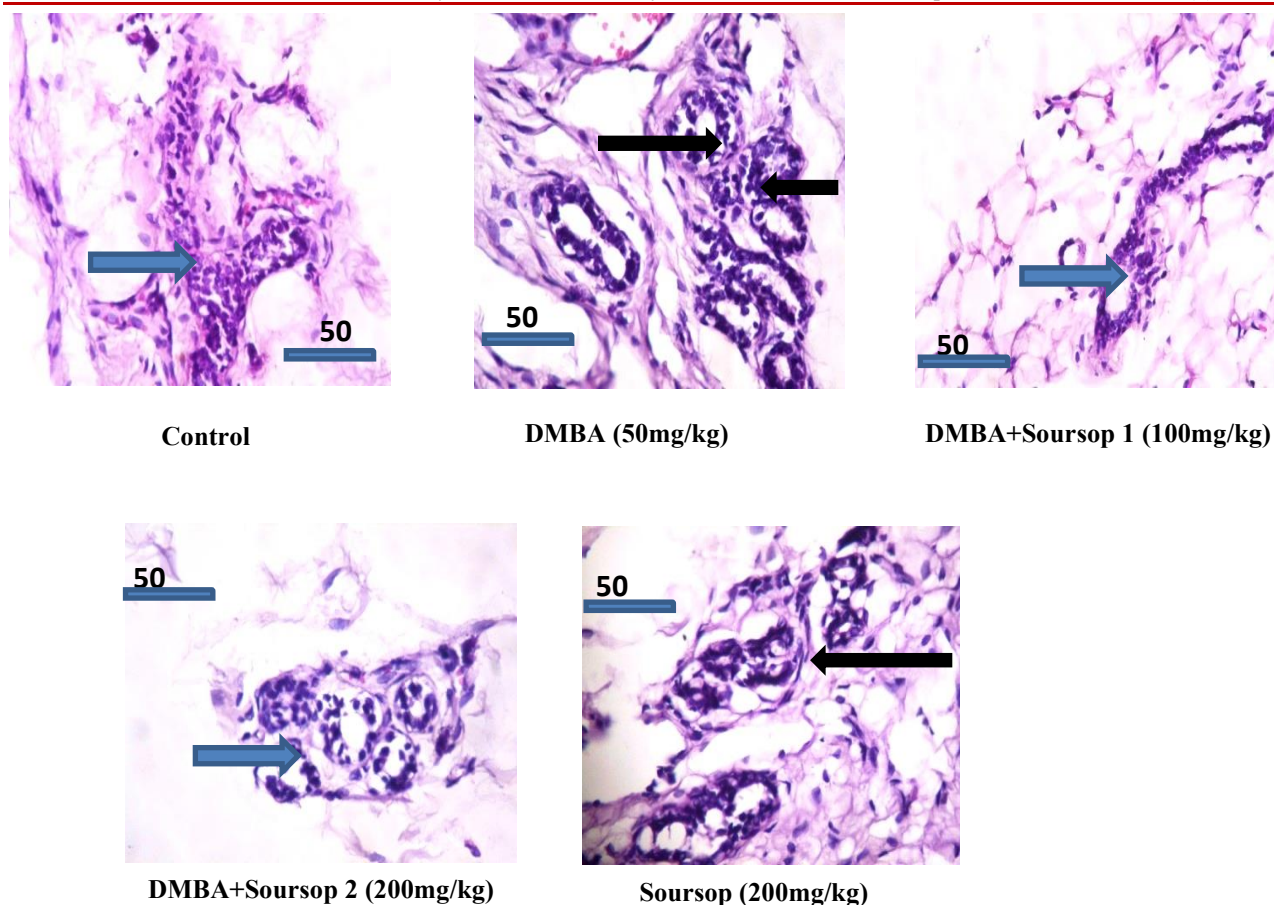 50
50
50
Control
DMBA (50mg/kg)
DMBA+Soursop 1 (100mg/kg)
50
50
DMBA+Soursop 2 (200mg/kg)
Soursop (200mg/kg)